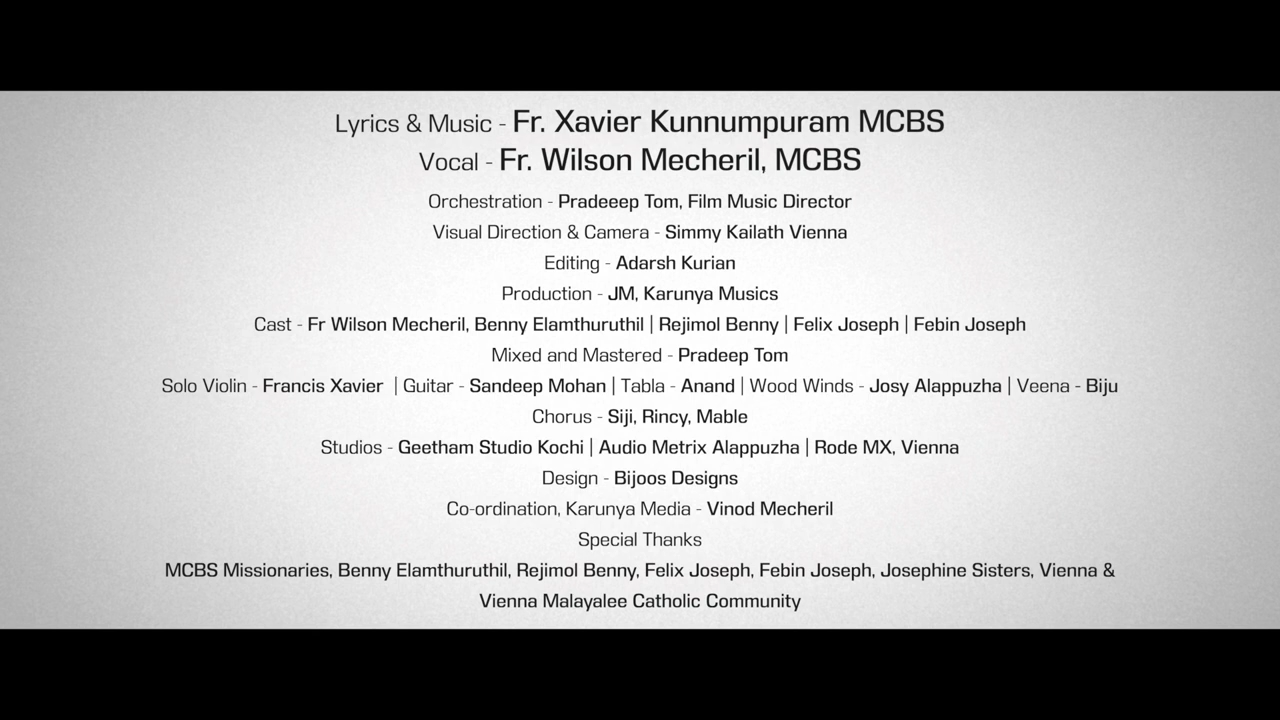 Lyrics & Music - Fr. Xavier Kunnumpuram MCBS
Vocal - Fr. Wilson Mecheril, MCBS
Orchestration - Pradeeep Tom, Film Music Director
Visual Direction & Camera - Simmy Kailath Vienna
Editing - Adarsh Kurian
Production - JM, Karunya Musics
Cast - Fr Wilson Mecheril, Benny Elamthuruthil | Rejimol Benny | Felix Joseph | Febin Joseph
Mixed and Mastered - Pradeep Tom
Solo Violin - Francis Xavier | Guitar - Sandeep Mohan | Tabla - Anand | Wood Winds - Josy Alappuzha | Veena - Biju
Chorus - Siji, Rincy, Mable
Studios - Geetham Studio Kochi | Audio Metrix Alappuzha | Rode MX, Vienna
Design - Bijoos Designs
Co-ordination, Karunya Media - Vinod Mecheril
Special Thanks
MCBS Missionaries, Benny Elamthuruthil, Rejimol Benny, Felix Joseph, Febin Joseph, Josephine Sisters, Vienna &
Vienna Malayalee Catholic Community